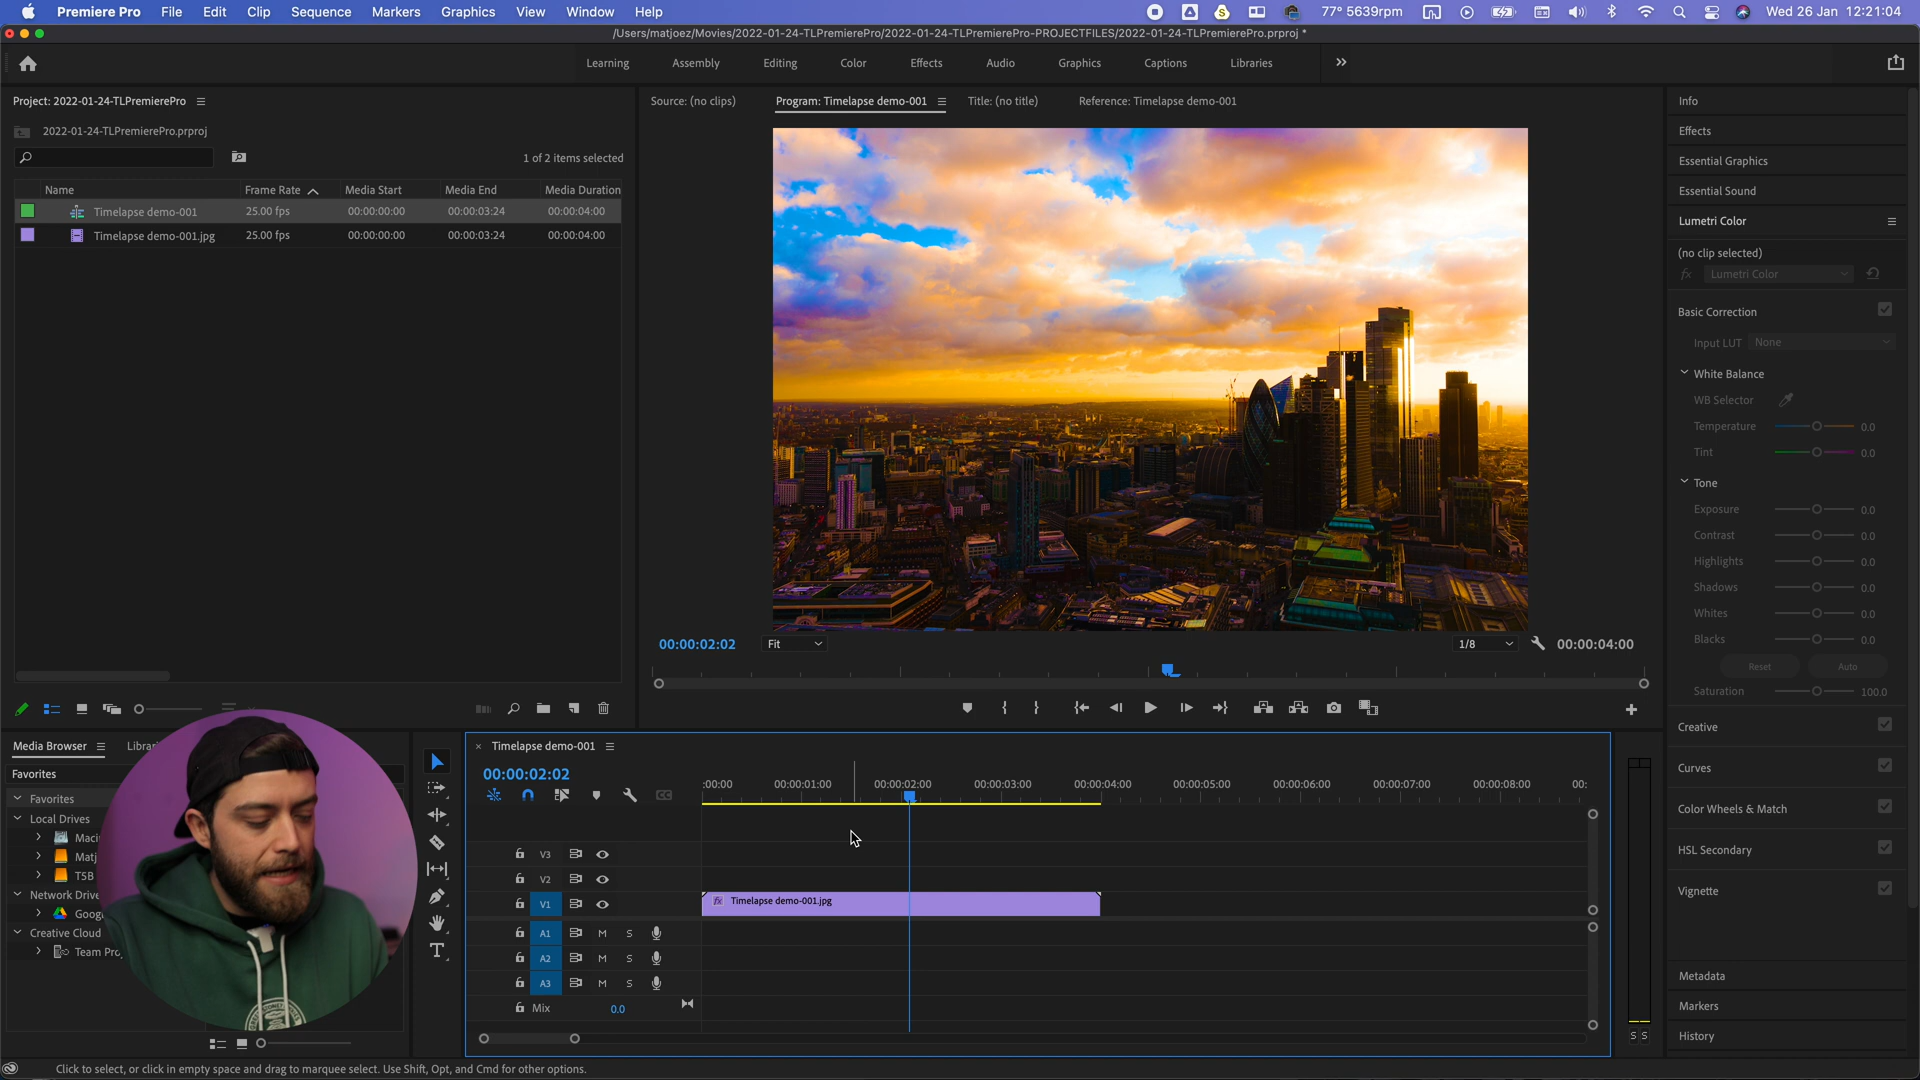 Premiere Pro File Edit Clip Sequence Markers Graphics View Window Help
77° 5639rpm Wed 26 Jan 12:21:04
/Users/matjoez/Movies/2022-01-24-TLPremierePro/2022-01-24-TLPremierePro-PROJECTFILES/2022-01-24-TLPremierePro.prproj *
Learning Assembly Editing Color Effects Audio Graphics Captions Libraries
Project: 2022-01-24-TLPremierePro
2022-01-24-TLPremierePro.prproj
1 of 2 items selected
Name Frame Rate Media Start Media End Media Duration
Timelapse demo-001 25.00 fps 00:00:00:00 00:00:03:24 00:00:04:00
Timelapse demo-001.jpg 25.00 fps 00:00:00:00 00:00:03:24 00:00:04:00
Source: (no clips) Program: Timelapse demo-001 Title: (no title) Reference: Timelapse demo-001
00:00:02:02 Fit 1/8 00:00:04:00
Info
Effects
Essential Graphics
Essential Sound
Lumetri Color
(no clip selected)
fx Lumetri Color
Basic Correction
Input LUT None
White Balance
WB Selector
Temperature 0.0
Tint 0.0
Tone
Exposure 0.0
Contrast 0.0
Highlights 0.0
Shadows 0.0
Whites 0.0
Blacks 0.0
Reset Auto
Saturation 100.0
Creative
Curves
Color Wheels & Match
HSL Secondary
Vignette
Metadata
Markers
History
Media Browser Librar
Favorites
Favorites
Local Drives
Maci
Matj
T5B
Network Drive
Googl
Creative Cloud
Team Proj
× Timelapse demo-001
00:00:02:02
:00:00 00:00:01:00 00:00:02:00 00:00:03:00 00:00:04:00 00:00:05:00 00:00:06:00 00:00:07:00 00:00:08:00 00:
V3
V2
V1 fx Timelapse demo-001.jpg
A1 M S
A2 M S
A3 M S
Mix 0.0
S S
Click to select, or click in empty space and drag to marquee select. Use Shift, Opt, and Cmd for other options.